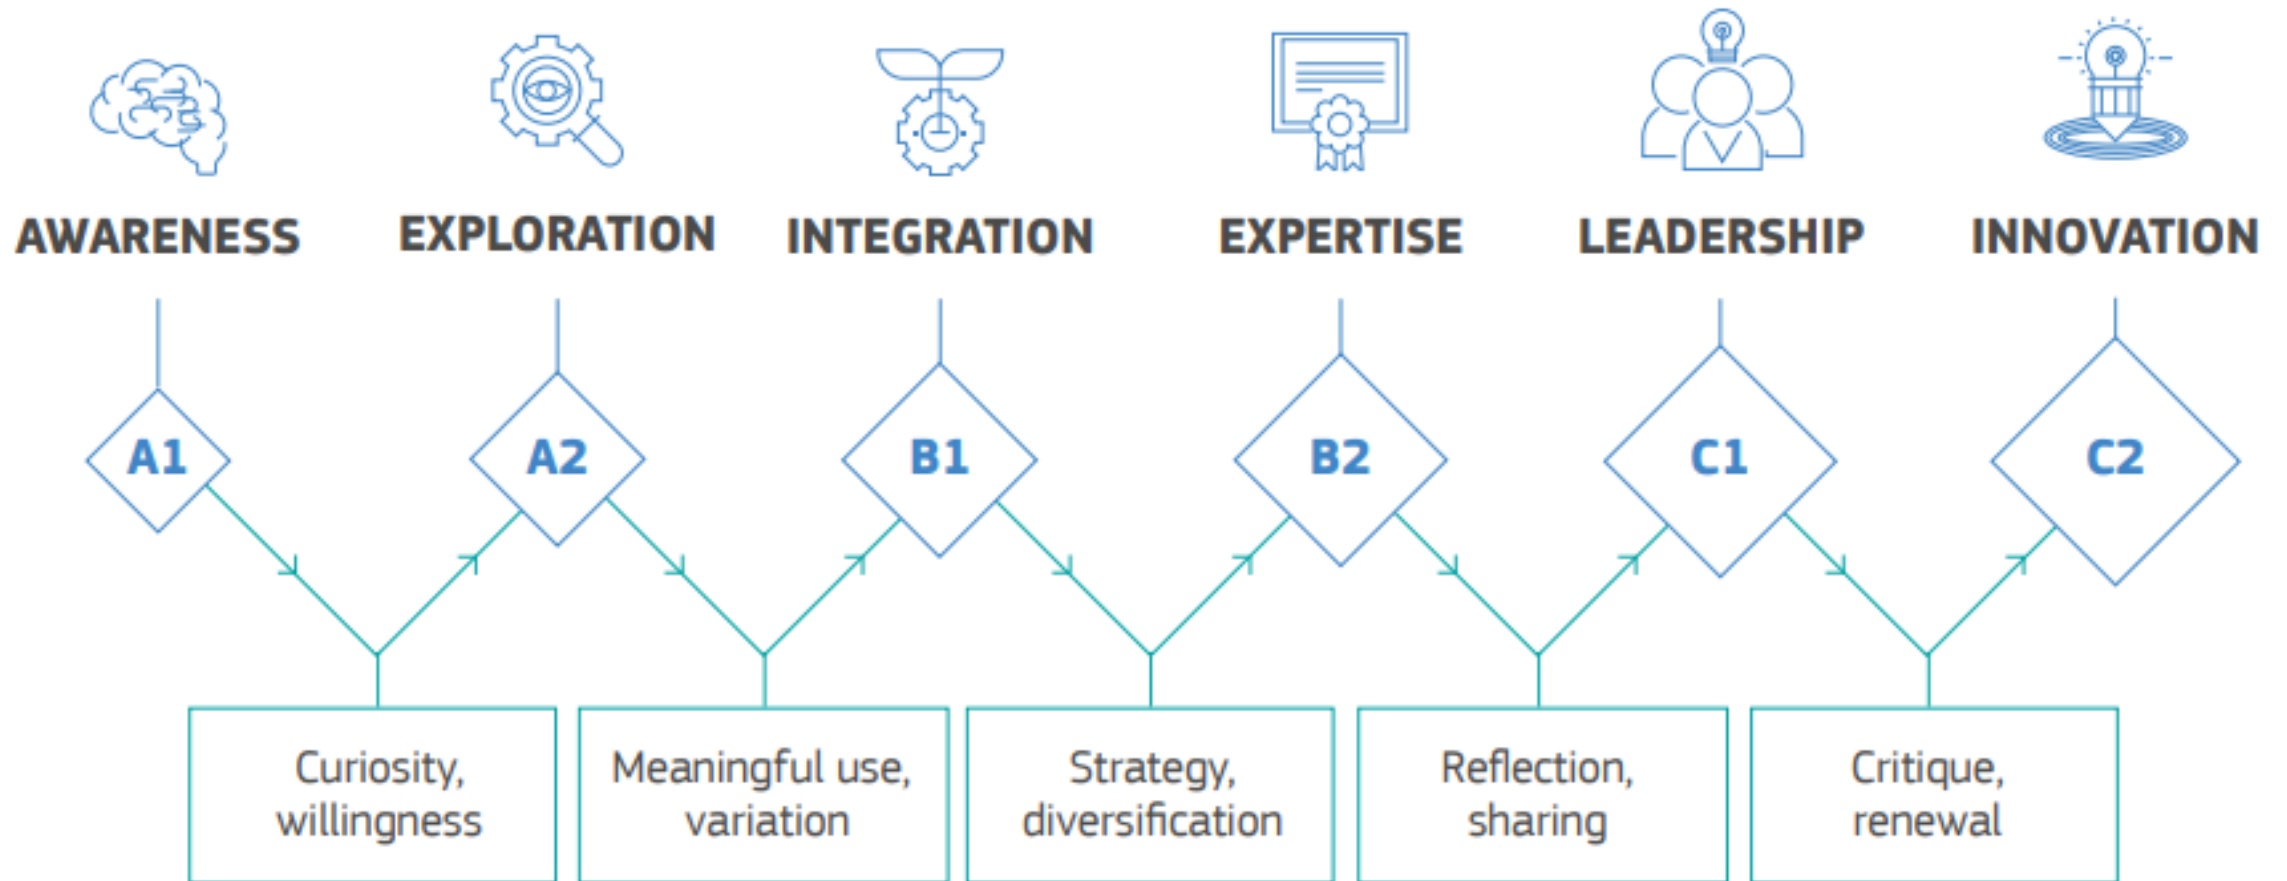 AWARENESS
EXPLORATION
INTEGRATION
EXPERTISE
LEADERSHIP
INNOVATION
A1
A2
B1
B2
C1
C2
Curiosity,
willingness
Meaningful use,
variation
Strategy,
diversification
Reflection,
sharing
Critique,
renewal